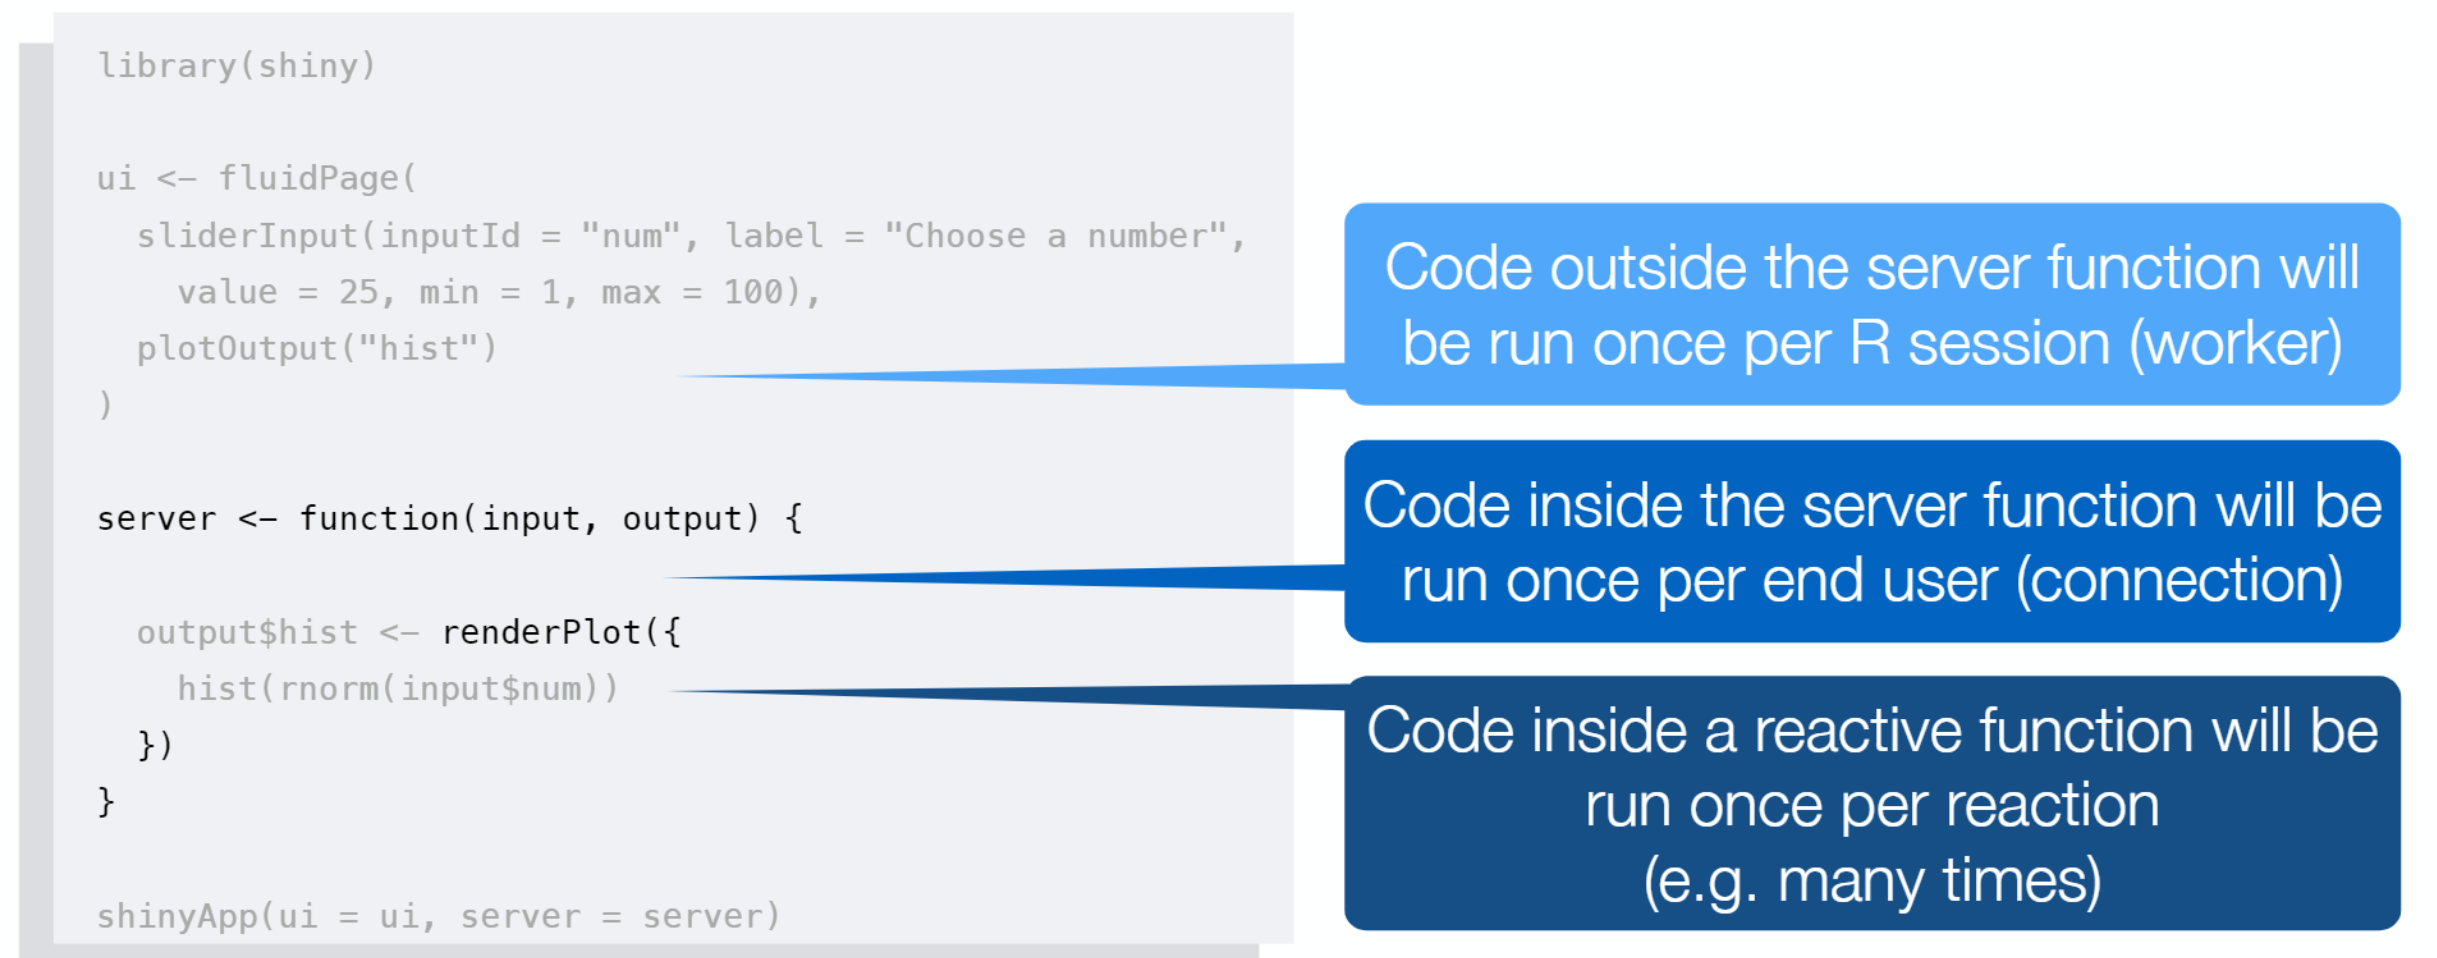 library(shiny)
ui <- fluidPage(
  sliderInput(inputId = "num", label = "Choose a number",
    value = 25, min = 1, max = 100),
  plotOutput("hist")
)
server <- function(input, output) {
  output$hist <- renderPlot({
    hist(rnorm(input$num))
  })
}
shinyApp(ui = ui, server = server)
Code outside the server function will
be run once per R session (worker)
Code inside the server function will be
run once per end user (connection)
Code inside a reactive function will be
run once per reaction
(e.g. many times)